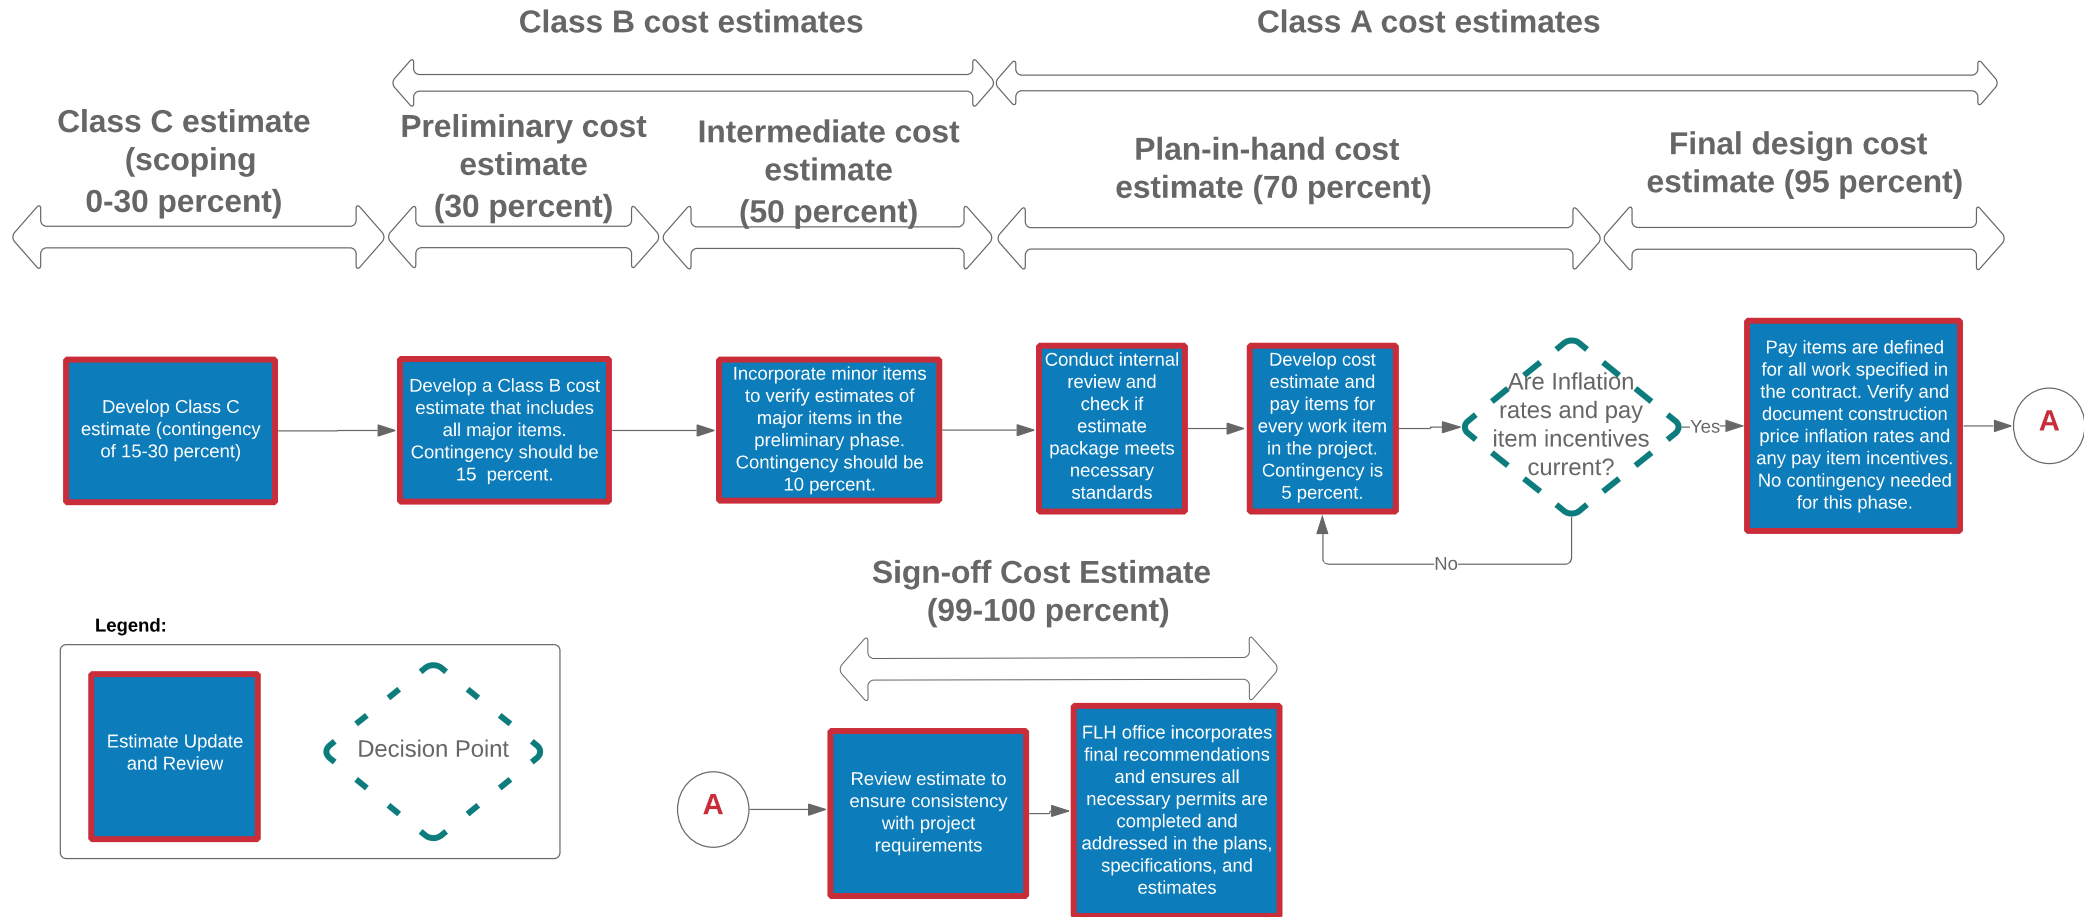 Class B cost estimates
Class A cost estimates
Class C estimate
(scoping
0-30 percent)
Preliminary cost
estimate
(30 percent)
Intermediate cost
estimate
(50 percent)
Plan-in-hand cost
estimate (70 percent)
Final design cost
estimate (95 percent)
Develop Class C
estimate (contingency
of 15-30 percent)
Develop a Class B cost
estimate that includes
all major items.
Contingency should be
15 percent.
Incorporate minor items
to verify estimates of
major items in the
preliminary phase.
Contingency should be
10 percent.
Conduct internal
review and
check if
estimate
package meets
necessary
standards
Develop cost
estimate and
pay items for
every work item
in the project.
Contingency is
5 percent.
Are Inflation
rates and pay
item incentives
current?
Yes
No
Pay items are defined
for all work specified in
the contract. Verify and
document construction
price inflation rates and
any pay item incentives.
No contingency needed
for this phase.
A
Sign-off Cost Estimate
(99-100 percent)
Legend:
Estimate Update
and Review
Decision Point
A
Review estimate to
ensure consistency
with project
requirements
FLH office incorporates
final recommendations
and ensures all
necessary permits are
completed and
addressed in the plans,
specifications, and
estimates